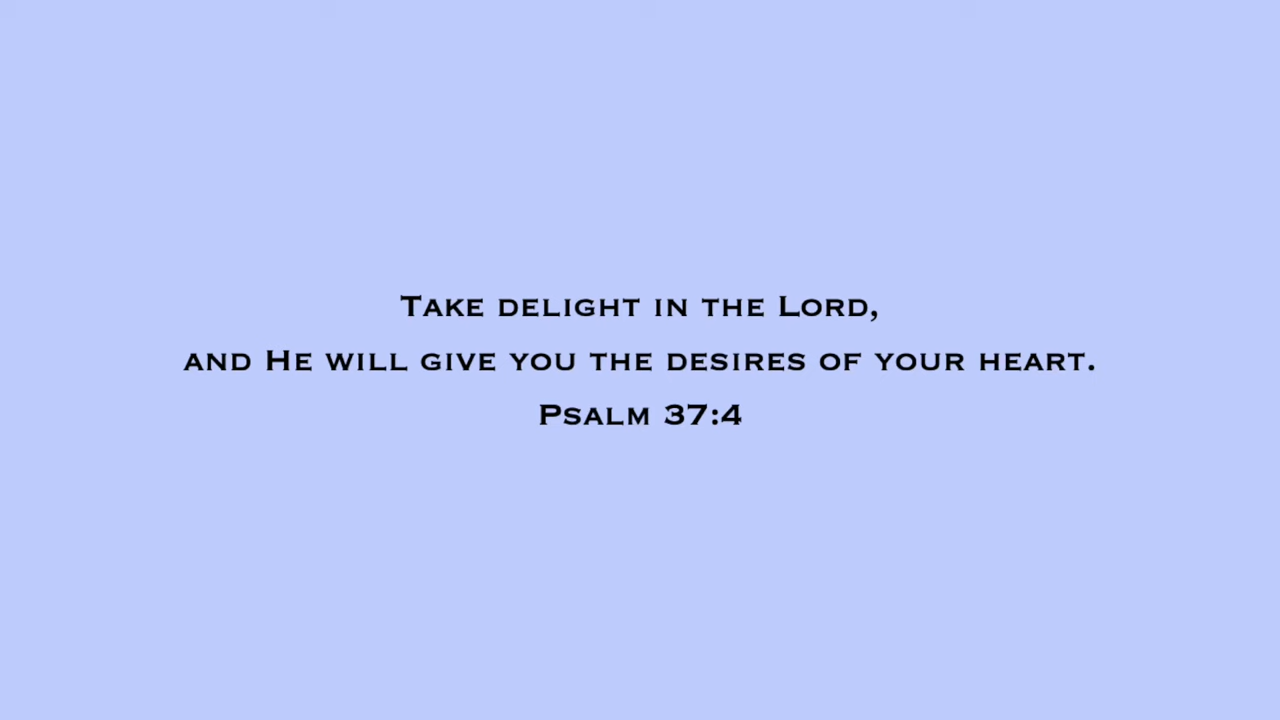 Take delight in the Lord,
and He will give you the desires of your heart.
Psalm 37:4